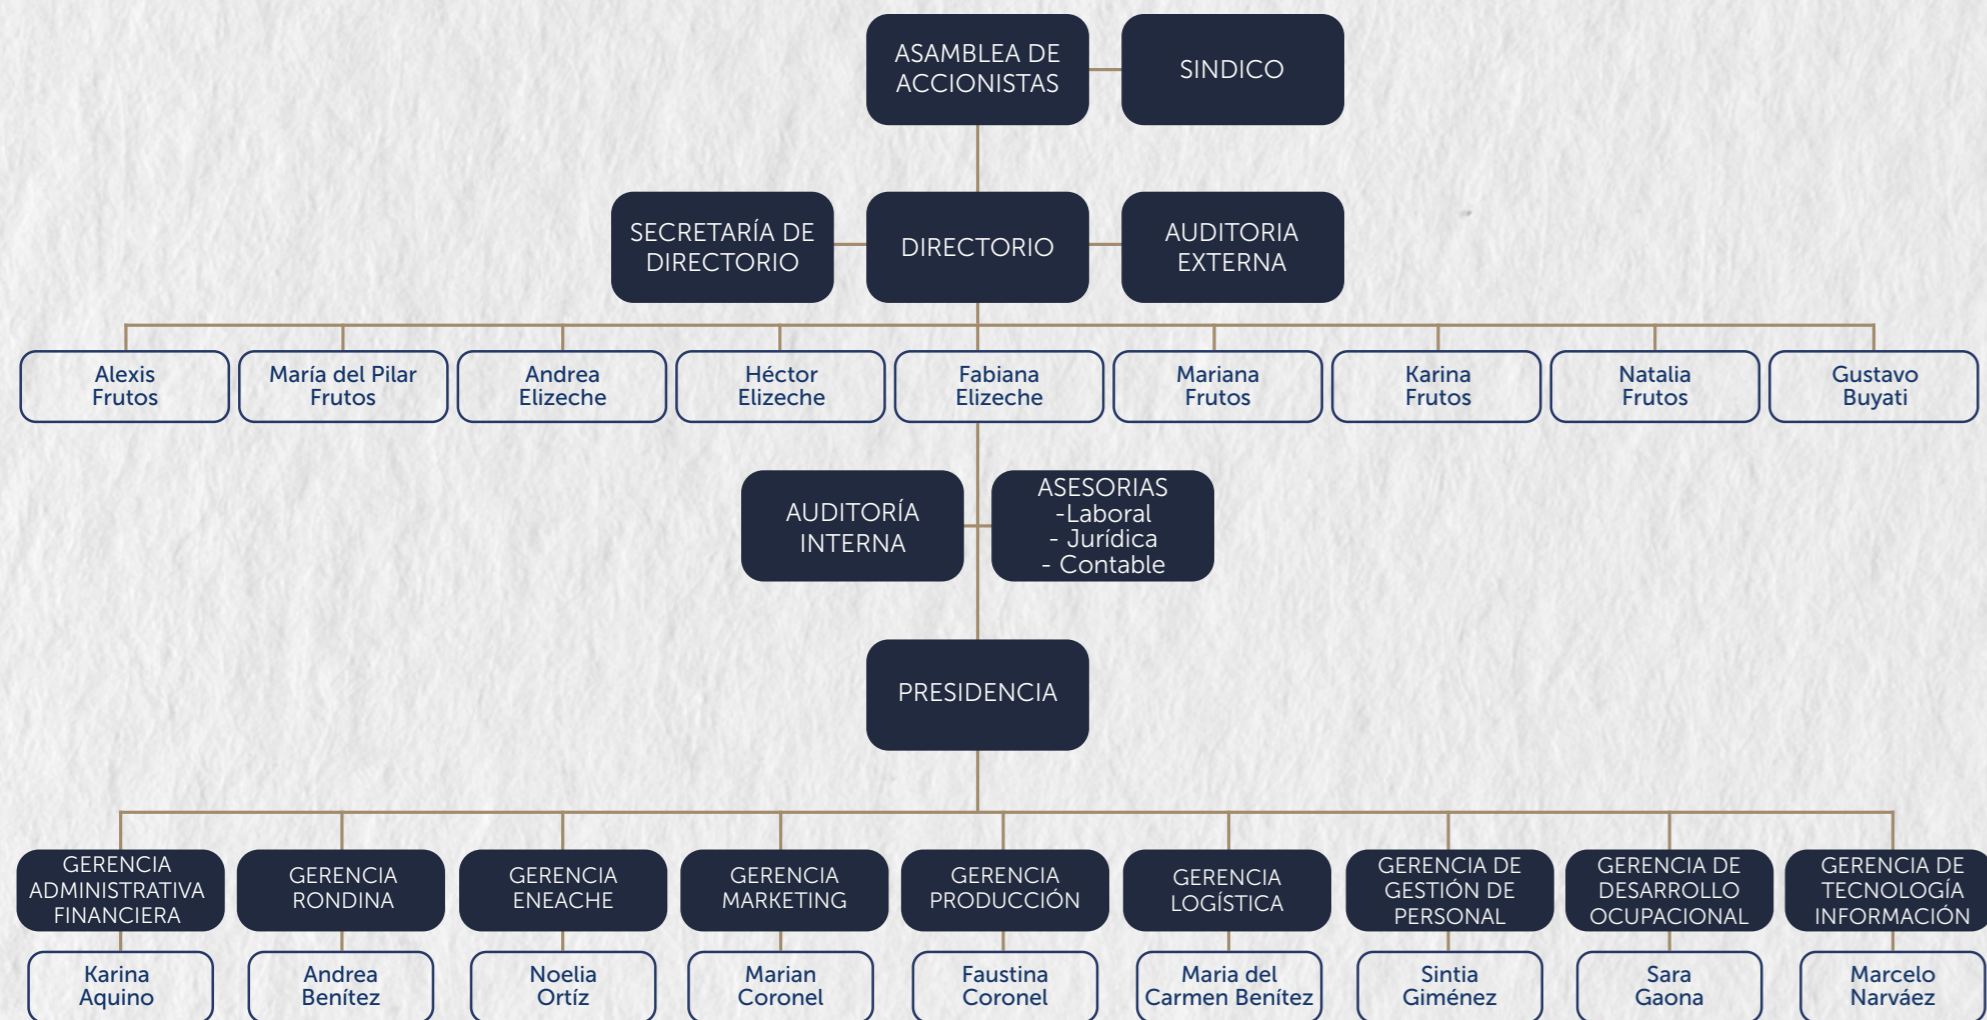 ASAMBLEA DE
ACCIONISTAS
SINDICO
SECRETARÍA DE
DIRECTORIO
DIRECTORIO
AUDITORIA
EXTERNA
Alexis
Frutos
María del Pilar
Frutos
Andrea
Elizeche
Héctor
Elizeche
Fabiana
Elizeche
Mariana
Frutos
Karina
Frutos
Natalia
Frutos
Gustavo
Buyati
AUDITORÍA
INTERNA
ASESORIAS
-Laboral
- Jurídica
- Contable
PRESIDENCIA
GERENCIA
ADMINISTRATIVA
FINANCIERA
GERENCIA
RONDINA
GERENCIA
ENEACHE
GERENCIA
MARKETING
GERENCIA
PRODUCCIÓN
GERENCIA
LOGÍSTICA
GERENCIA DE
GESTIÓN DE
PERSONAL
GERENCIA DE
DESARROLLO
OCUPACIONAL
GERENCIA DE
TECNOLOGÍA
INFORMACIÓN
Karina
Aquino
Andrea
Benítez
Noelia
Ortíz
Marian
Coronel
Faustina
Coronel
Maria del
Carmen Benítez
Sintia
Giménez
Sara
Gaona
Marcelo
Narváez